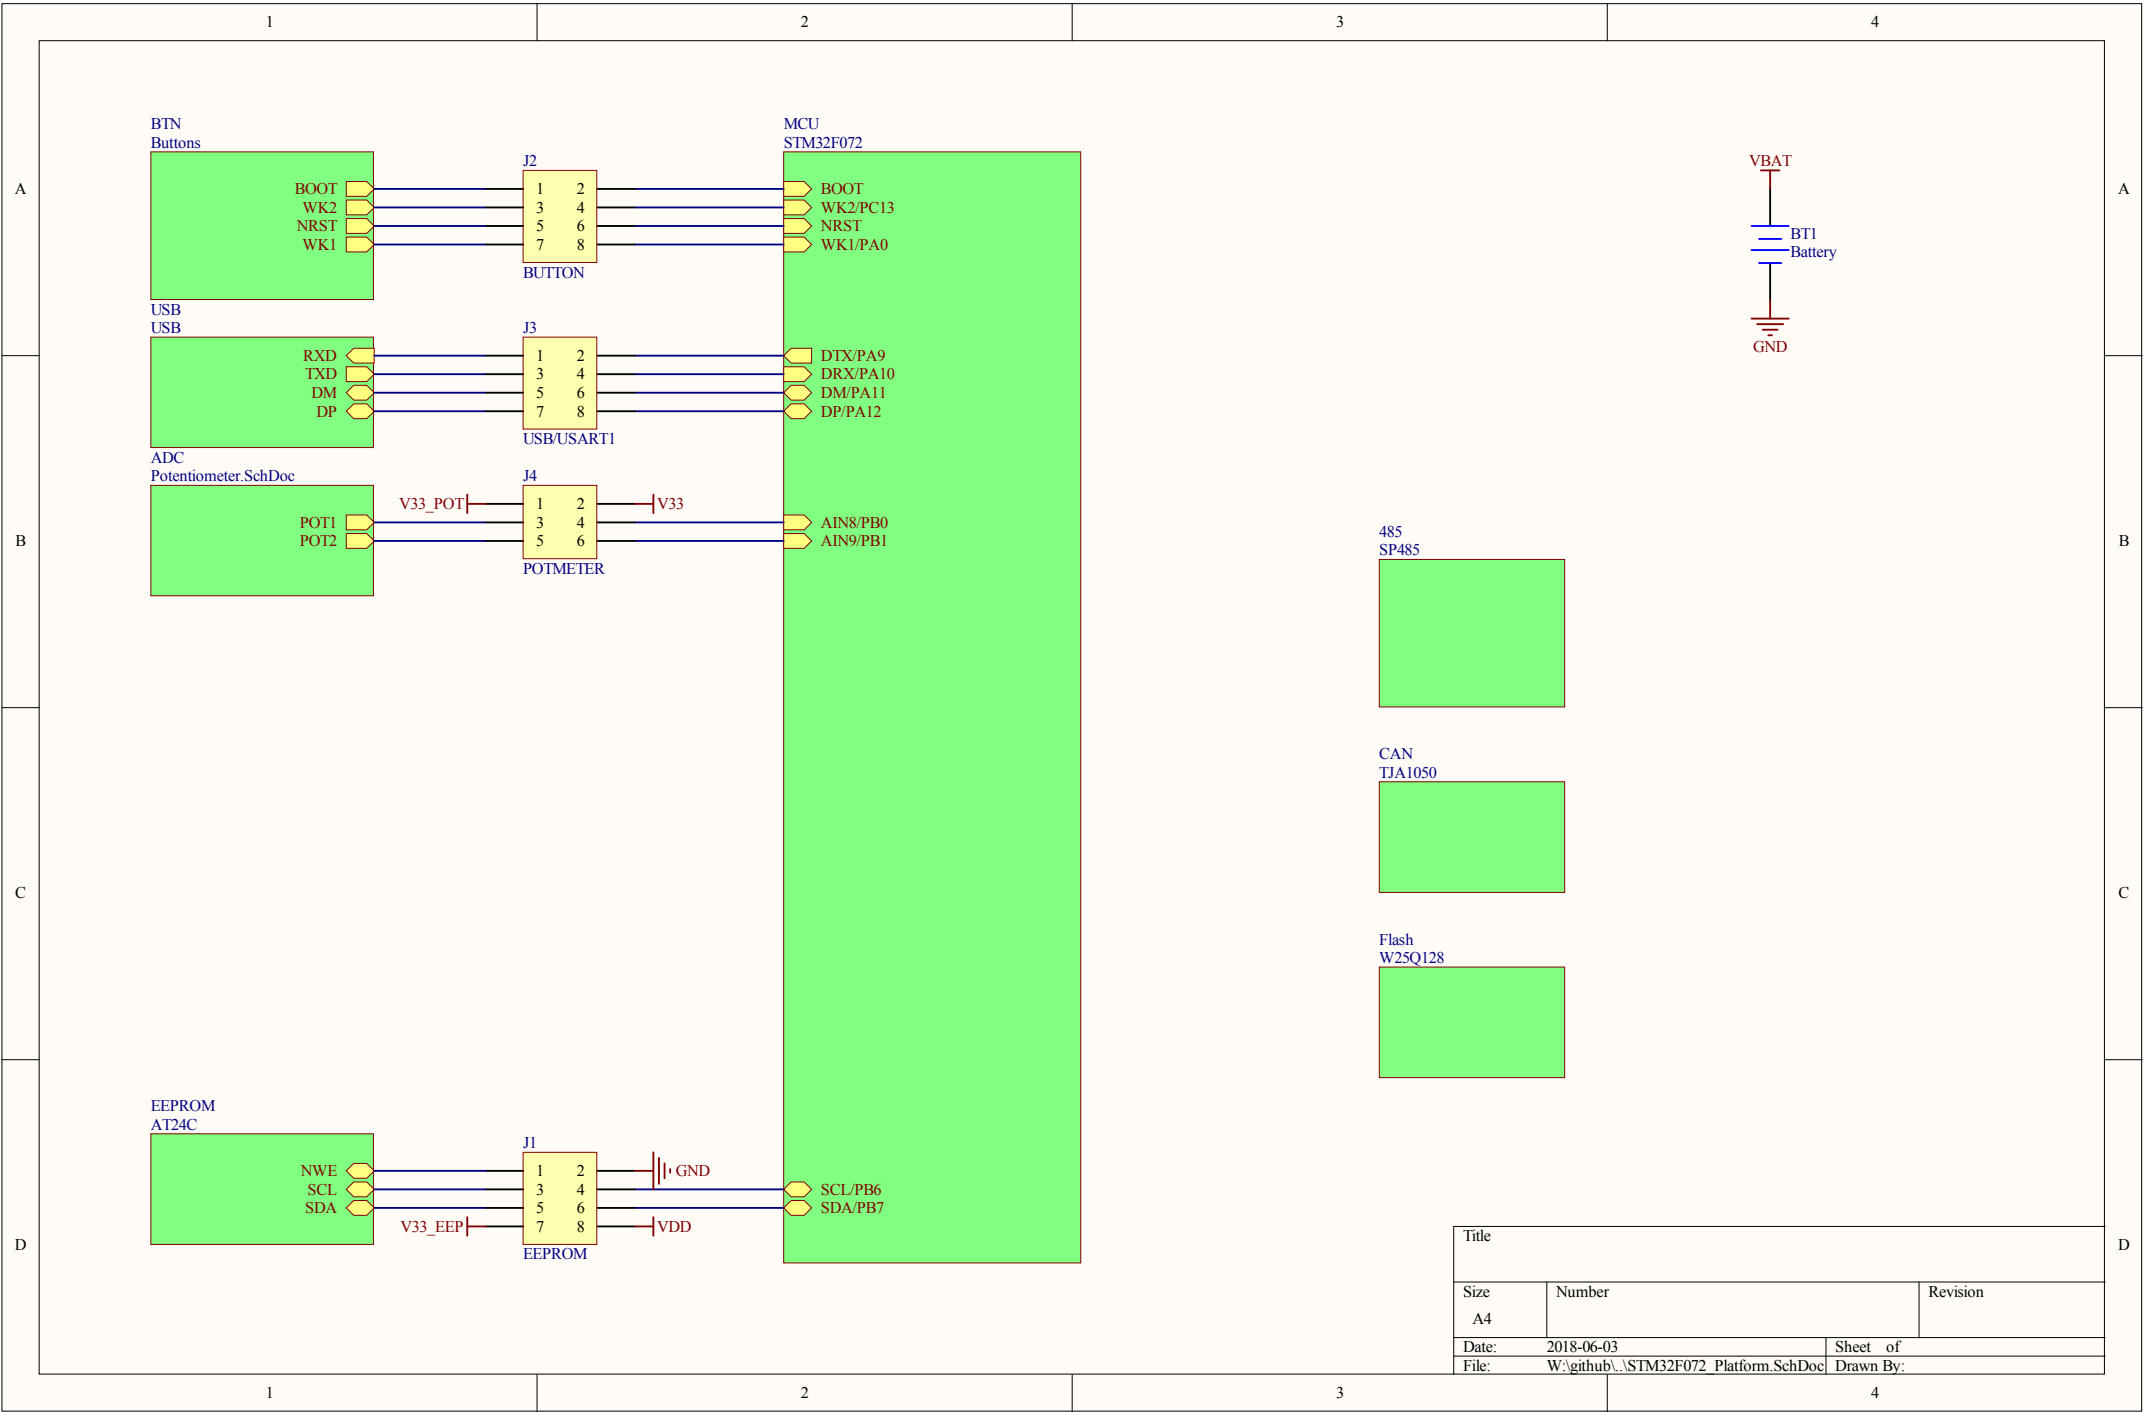 1 2 3 4
BTN
Buttons
BOOT
WK2
NRST
WK1
J2
1 2
3 4
5 6
7 8
BUTTON
MCU
STM32F072
BOOT
WK2/PC13
NRST
WK1/PA0
VBAT
BT1
Battery
GND
A A
USB
USB
RXD
TXD
DM
DP
J3
1 2
3 4
5 6
7 8
USB/USART1
DTX/PA9
DRX/PA10
DM/PA11
DP/PA12
ADC
Potentiometer.SchDoc
POT1
POT2
V33_POT
J4
1 2
3 4
5 6
POTMETER
V33
AIN8/PB0
AIN9/PB1
B B
485
SP485
CAN
TJA1050
C C
Flash
W25Q128
EEPROM
AT24C
NWE
SCL
SDA
V33_EEP
J1
1 2
3 4
5 6
7 8
EEPROM
GND
VDD
SCL/PB6
SDA/PB7
D D
Title
Size
A4
Number
Revision
Date: 2018-06-03
Sheet of
File: W:\github\..\STM32F072_Platform.SchDoc
Drawn By:
1 2 3 4